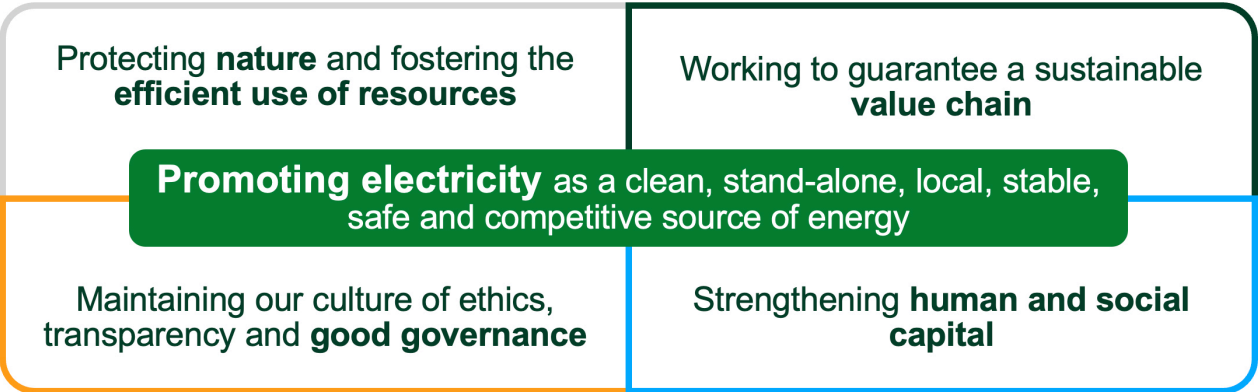 Protecting nature and fostering the
efficient use of resources
Working to guarantee a sustainable
value chain
Promoting electricity as a clean, stand-alone, local, stable,
safe and competitive source of energy
Maintaining our culture of ethics,
transparency and good governance
Strengthening human and social
capital